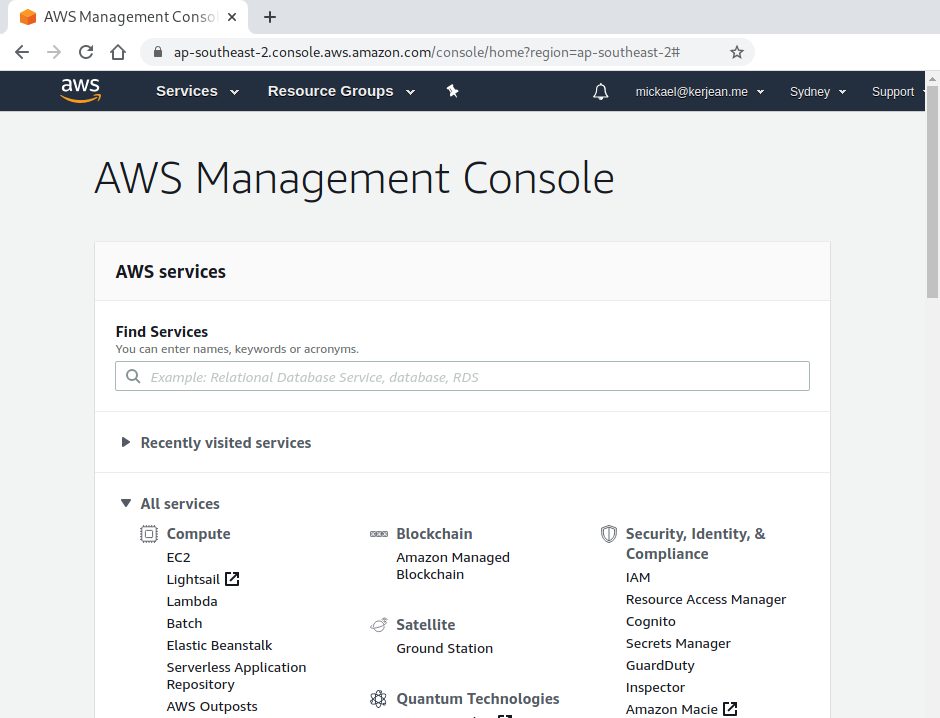 AWS Management Conso
ap-southeast-2.console.aws.amazon.com/console/home?region=ap-southeast-2#
aws Services Resource Groups mickael@kerjean.me Sydney Support
AWS Management Console
AWS services
Find Services
You can enter names, keywords or acronyms.
Example: Relational Database Service, database, RDS
Recently visited services
All services
Compute
EC2
Lightsail
Lambda
Batch
Elastic Beanstalk
Serverless Application
Repository
AWS Outposts
Blockchain
Amazon Managed
Blockchain
Satellite
Ground Station
Quantum Technologies
Security, Identity, &
Compliance
IAM
Resource Access Manager
Cognito
Secrets Manager
GuardDuty
Inspector
Amazon Macie